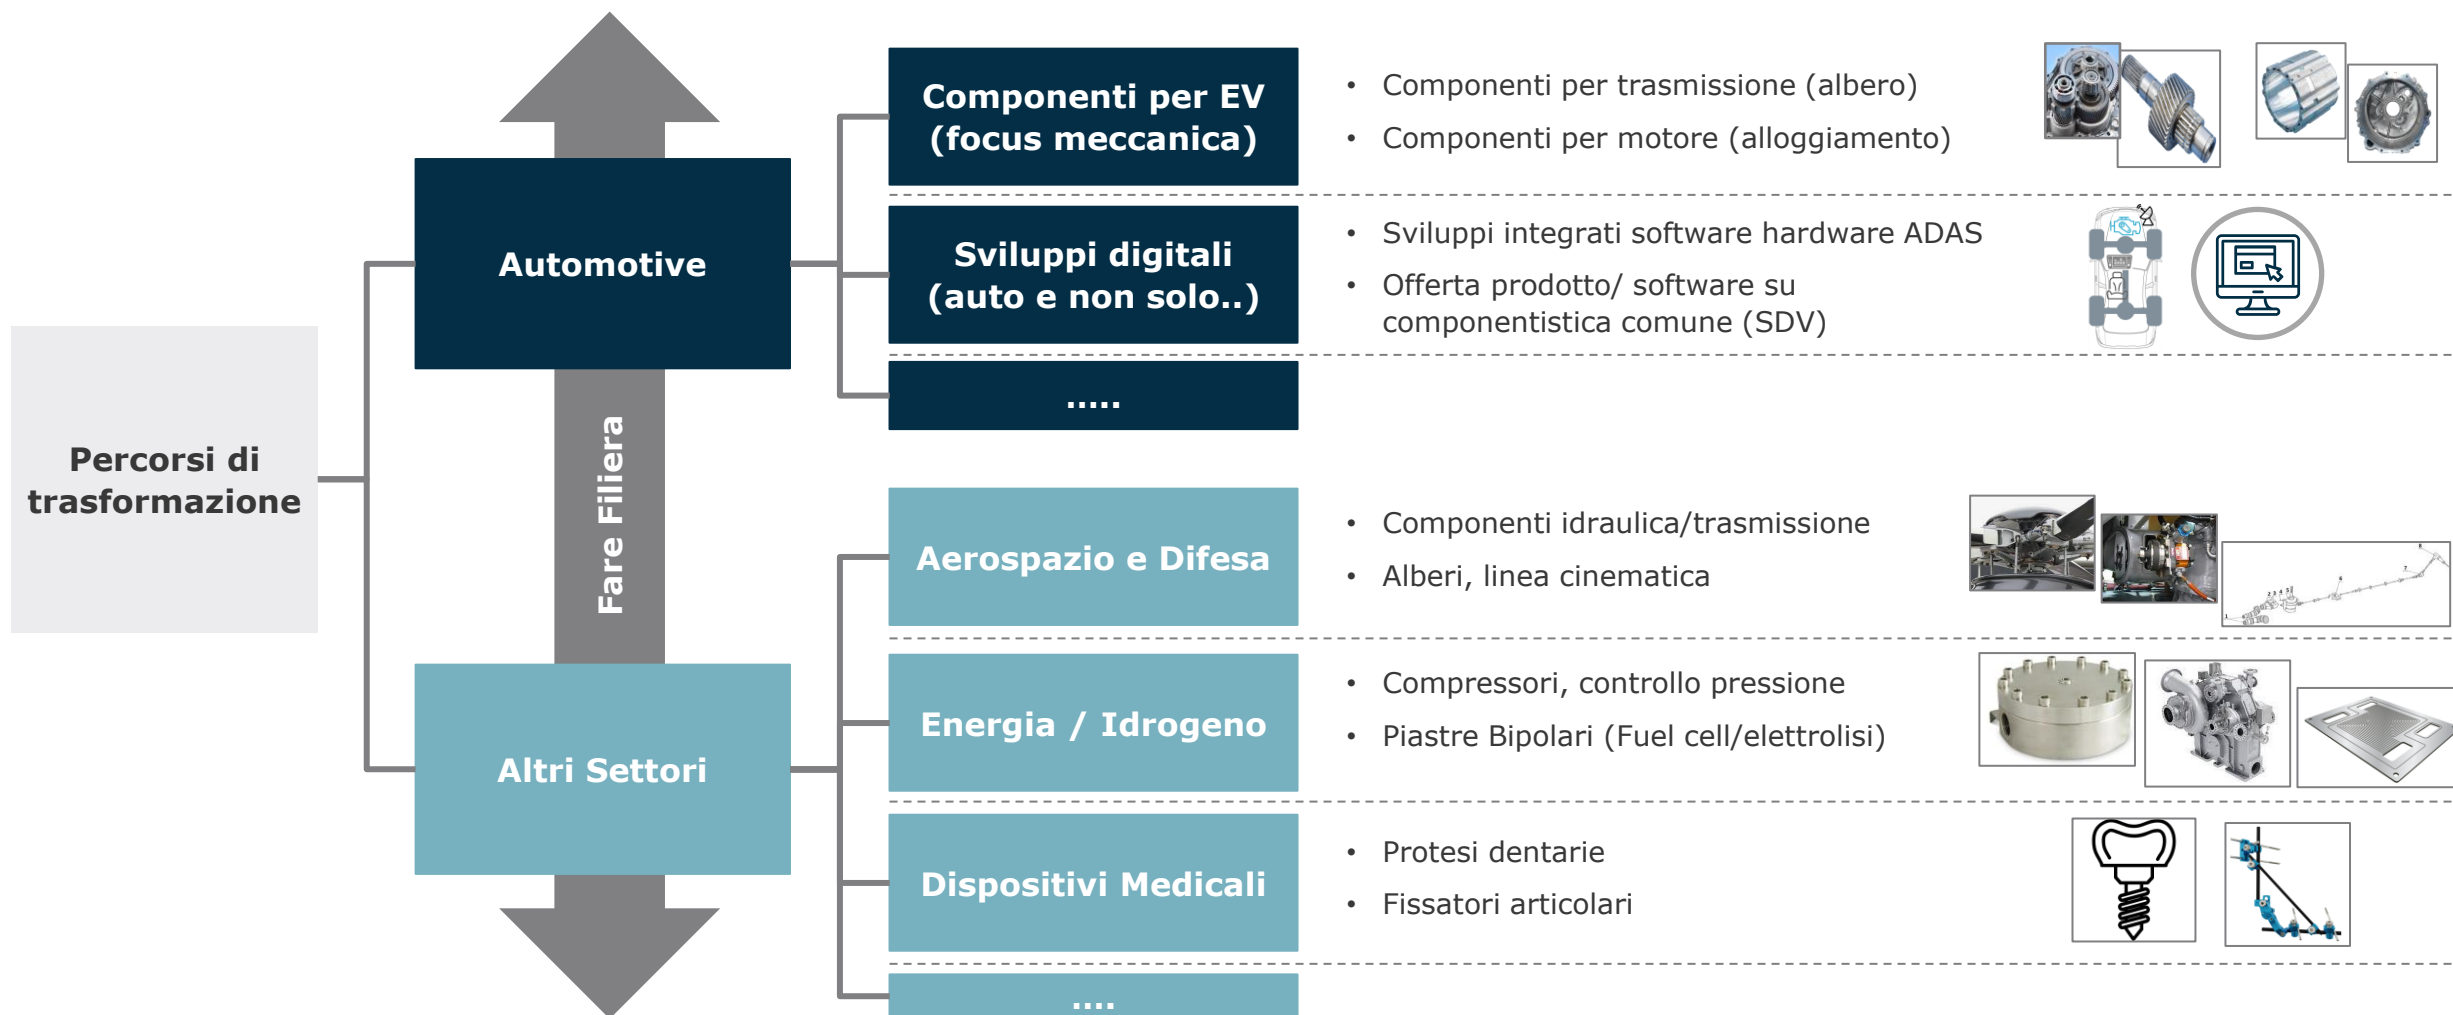 Percorsi di
trasformazione
Fare Filiera
Automotive
Componenti per EV
(focus meccanica)
• Componenti per trasmissione (albero)
• Componenti per motore (alloggiamento)
Sviluppi digitali
(auto e non solo..)
• Sviluppi integrati software hardware ADAS
• Offerta prodotto/ software su
componentistica comune (SDV)
.....
Altri Settori
Aerospazio e Difesa
• Componenti idraulica/trasmissione
• Alberi, linea cinematica
Energia / Idrogeno
• Compressori, controllo pressione
• Piastre Bipolari (Fuel cell/elettrolisi)
Dispositivi Medicali
• Protesi dentarie
• Fissatori articolari
....